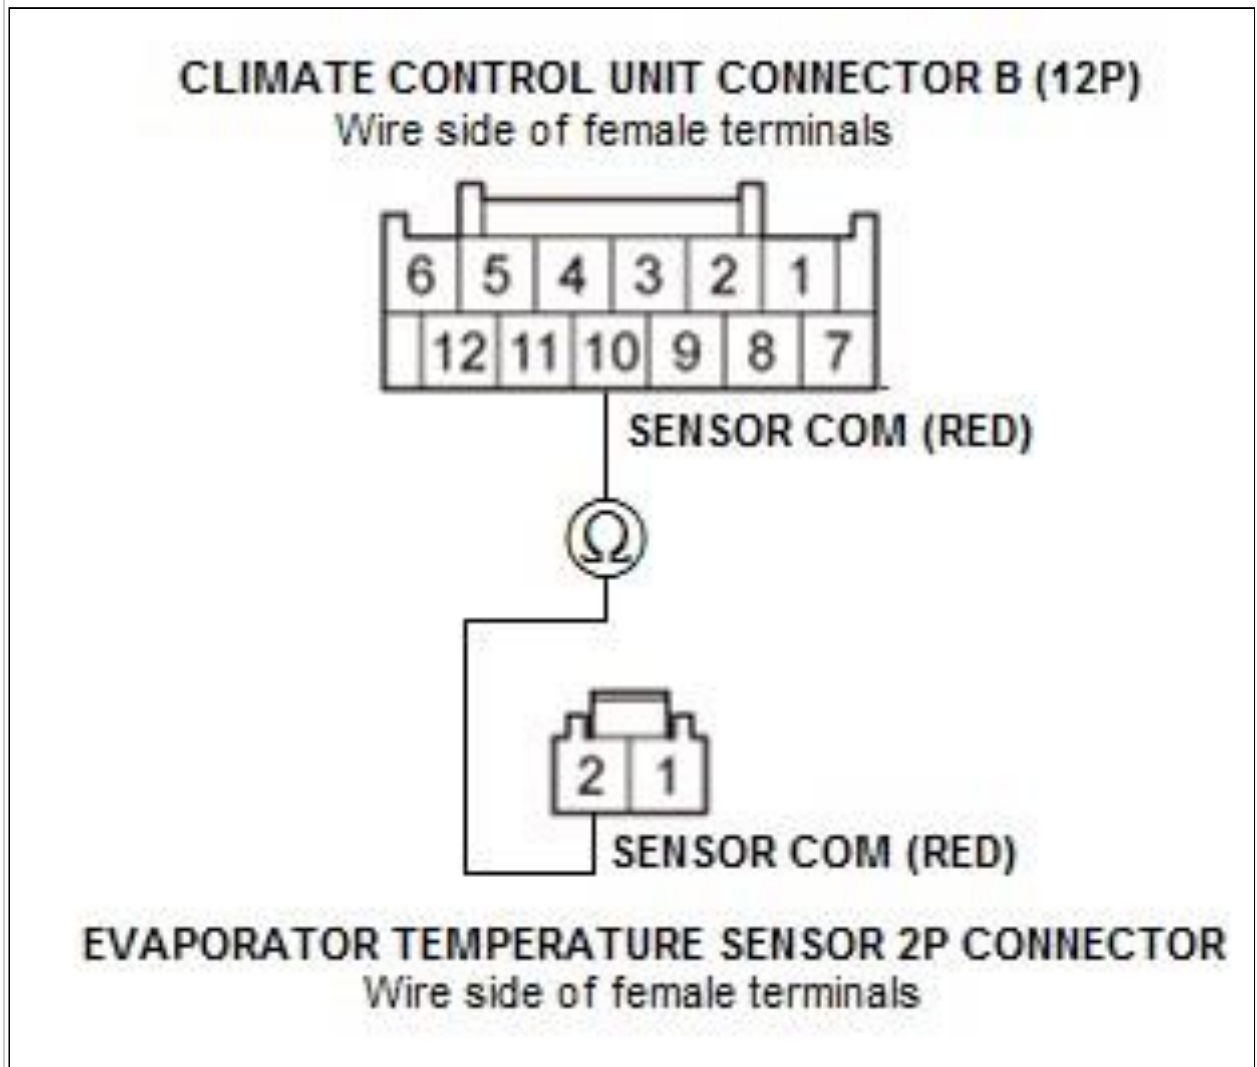 CLIMATE CONTROL UNIT CONNECTOR B (12P)
Wire side of female terminals
6 5 4 3 2 1
12 11 10 9 8 7
SENSOR COM (RED)
Ω
2 1
SENSOR COM (RED)
EVAPORATOR TEMPERATURE SENSOR 2P CONNECTOR
Wire side of female terminals